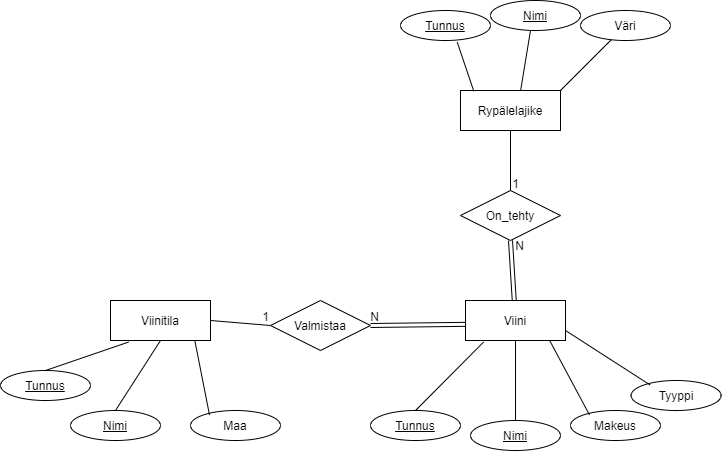 Tunnus
Nimi
Väri
Rypälelajike
1
On_tehty
N
Viinitila
1
Valmistaa
N
Viini
Tunnus
Nimi
Maa
Tunnus
Nimi
Makeus
Tyyppi